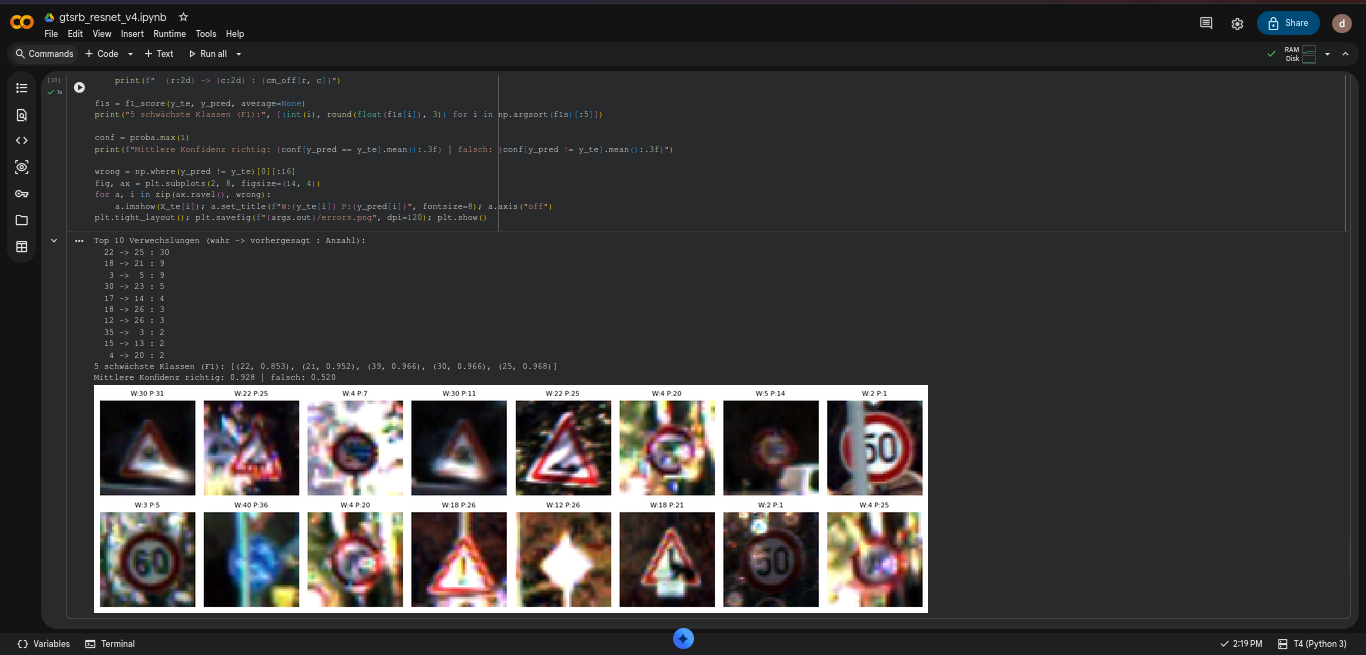 gtsrb_resnet_v4.ipynb
File Edit View Insert Runtime Tools Help
Share
d
Commands + Code + Text Run all
RAM
Disk
[10]
1s
print(f"  {r:2d} -> {c:2d} : {cm_off[r, c]}")
f1s = f1_score(y_te, y_pred, average=None)
print("5 schwächste Klassen (F1):", [(int(i), round(float(f1s[i]), 3)) for i in np.argsort(f1s)[:5]])
conf = proba.max(1)
print(f"Mittlere Konfidenz richtig: {conf[y_pred == y_te].mean():.3f} | falsch: {conf[y_pred != y_te].mean():.3f}")
wrong = np.where(y_pred != y_te)[0][:16]
fig, ax = plt.subplots(2, 8, figsize=(14, 4))
for a, i in zip(ax.ravel(), wrong):
a.imshow(X_te[i]); a.set_title(f"W:{y_te[i]} P:{y_pred[i]}", fontsize=8); a.axis("off")
plt.tight_layout(); plt.savefig(f"{args.out}/errors.png", dpi=120); plt.show()
Top 10 Verwechslungen (wahr -> vorhergesagt : Anzahl):
22 -> 25 : 30
18 -> 21 : 9
3 -> 5 : 9
30 -> 23 : 5
17 -> 14 : 4
18 -> 26 : 3
12 -> 26 : 3
35 -> 3 : 2
15 -> 13 : 2
4 -> 20 : 2
5 schwächste Klassen (F1): [(22, 0.853), (21, 0.952), (39, 0.966), (30, 0.966), (25, 0.968)]
Mittlere Konfidenz richtig: 0.928 | falsch: 0.520
W:30 P:31 W:22 P:25 W:4 P:7 W:30 P:11 W:22 P:25 W:4 P:20 W:5 P:14 W:2 P:1
50
W:3 P:5 W:40 P:36 W:4 P:20 W:18 P:26 W:12 P:26 W:18 P:21 W:2 P:1 W:4 P:25
60
50
Variables Terminal
2:19 PM T4 (Python 3)